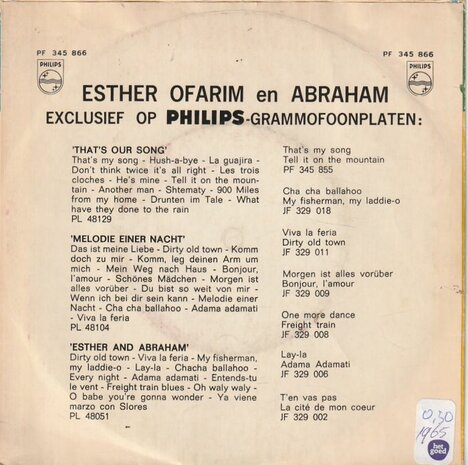 PF 345 866
PF 345 866
PHILIPS
PHILIPS
ESTHER OFARIM en ABRAHAM
EXCLUSIEF OP PHILIPS-GRAMMOFOONPLATEN:
'THAT'S OUR SONG'
That's my song - Hush-a-bye - La guajira -
Don't think twice it's all right - Les trois
cloches - He's mine - Tell it on the moun-
tain - Another man - Shtematy - 900 Miles
from my home - Drunten im Tale - What
have they done to the rain
PL 48129
'MELODIE EINER NACHT'
Das ist meine Liebe - Dirty old town - Komm
doch zu mir - Komm, leg deinen Arm um
mich - Mein Weg nach Haus - Bonjour,
l'amour - Schönes Mädchen - Morgen ist
alles vorüber - Du bist so weit von mir -
Wenn ich bei dir sein kann - Melodie einer
Nacht - Cha cha ballahoo - Adama adamati
- Viva la feria
PL 48104
'ESTHER AND ABRAHAM'
Dirty old town - Viva la feria - My fisherman,
my laddie-o - Lay-la - Chacha ballahoo -
Every night - Adama adamati - Entends-tu
le vent - Freight train blues - Oh waly waly -
O babe you're gonna wonder - Ya viene
marzo con Slores
PL 48051
That's my song
Tell it on the mountain
PF 345 855
Cha cha ballahoo
My fisherman, my laddie-o
JF 329 018
Viva la feria
Dirty old town
JF 329 011
Morgen ist alles vorüber
Bonjour, l'amour
JF 329 009
One more dance
Freight train
JF 329 008
Lay-la
Adama Adamati
JF 329 006
T'en vas pas
La cité de mon coeur
JF 329 002
0,30
1965
het
goed